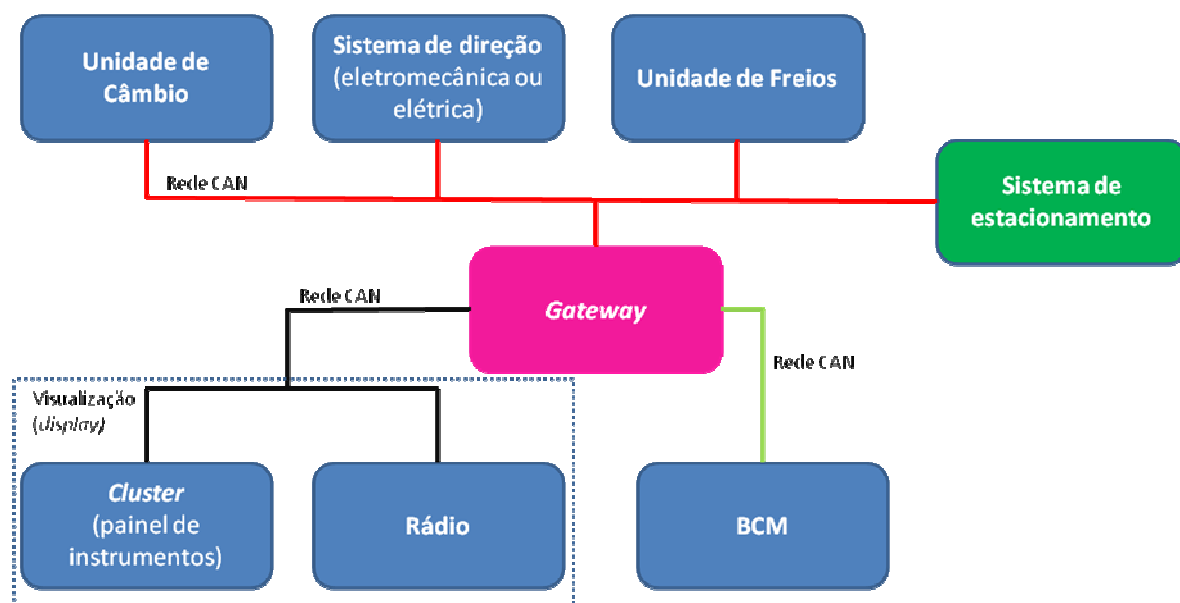 Unidade de
Câmbio
Sistema de direção
(eletromecânica ou
elétrica)
Unidade de Freios
Rede CAN
Sistema de
estacionamento
Rede CAN
Gateway
Rede CAN
Visualização
(display)
Cluster
(painel de
instrumentos)
Rádio
BCM